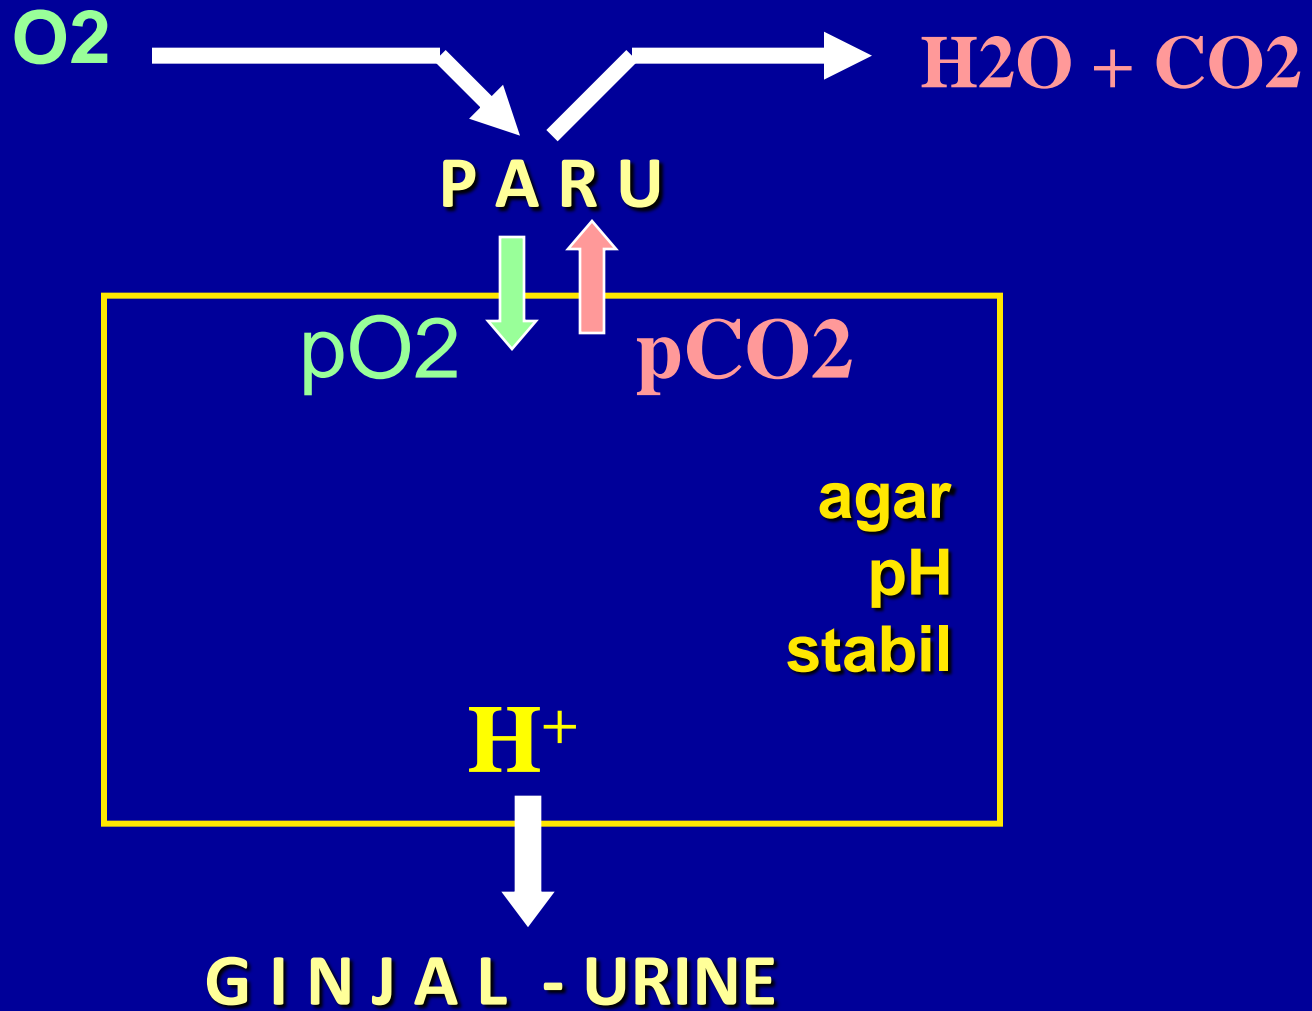 O2
H2O + CO2
P A R U
pO2
pCO2
agar
pH
stabil
H⁺
G I N J A L - URINE